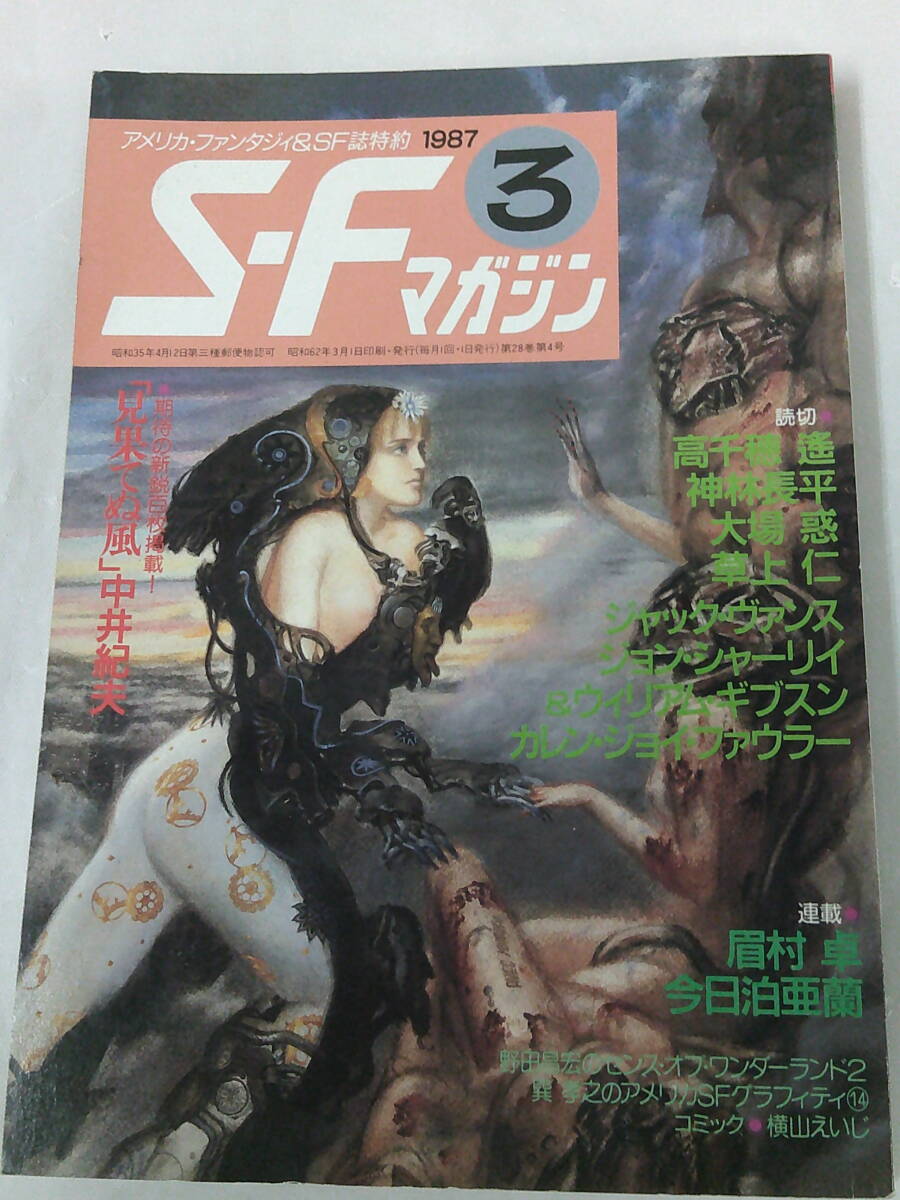 アメリカ・ファンタジィ&SF誌特約 1987
3
S-Fマガジン
昭和35年4月12日第三種郵便物認可 昭和62年3月1日印刷・発行(毎月1回・1日発行)第28巻第4号
●期待の新鋭百枚掲載!
「見果てぬ風」中井紀夫
読切●
高千穂 遙
神林長平
大場 惑
草上 仁
ジャック・ヴァンス
ジョン・シャーリイ
&ウィリアム・ギブスン
カレン・ジョイ・ファウラー
連載●
眉村 卓
今日泊亜蘭
野田昌宏のセンス・オブ・ワンダーランド2
巽 孝之のアメリカSFグラフィティ⑭
コミック●横山えいじ